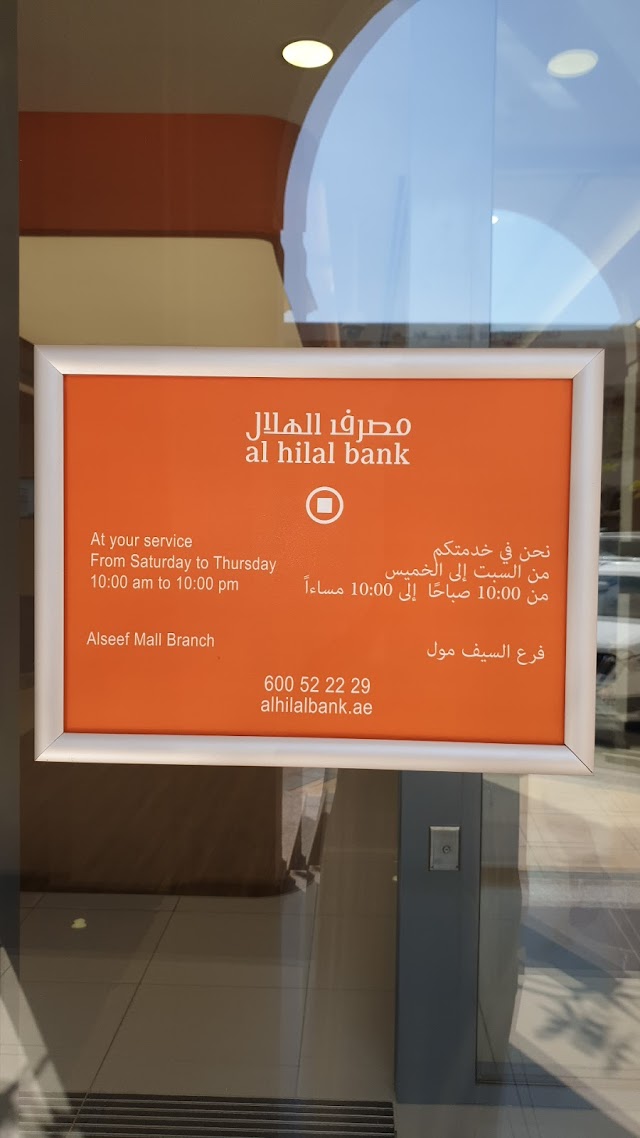 مصرف الهلال
al hilal bank
At your service
From Saturday to Thursday
10:00 am to 10:00 pm
نحن في خدمتكم
من السبت إلى الخميس
من 10:00 صباحًا إلى 10:00 مساءاً
Alseef Mall Branch
فرع السيف مول
600 52 22 29
alhilalbank.ae